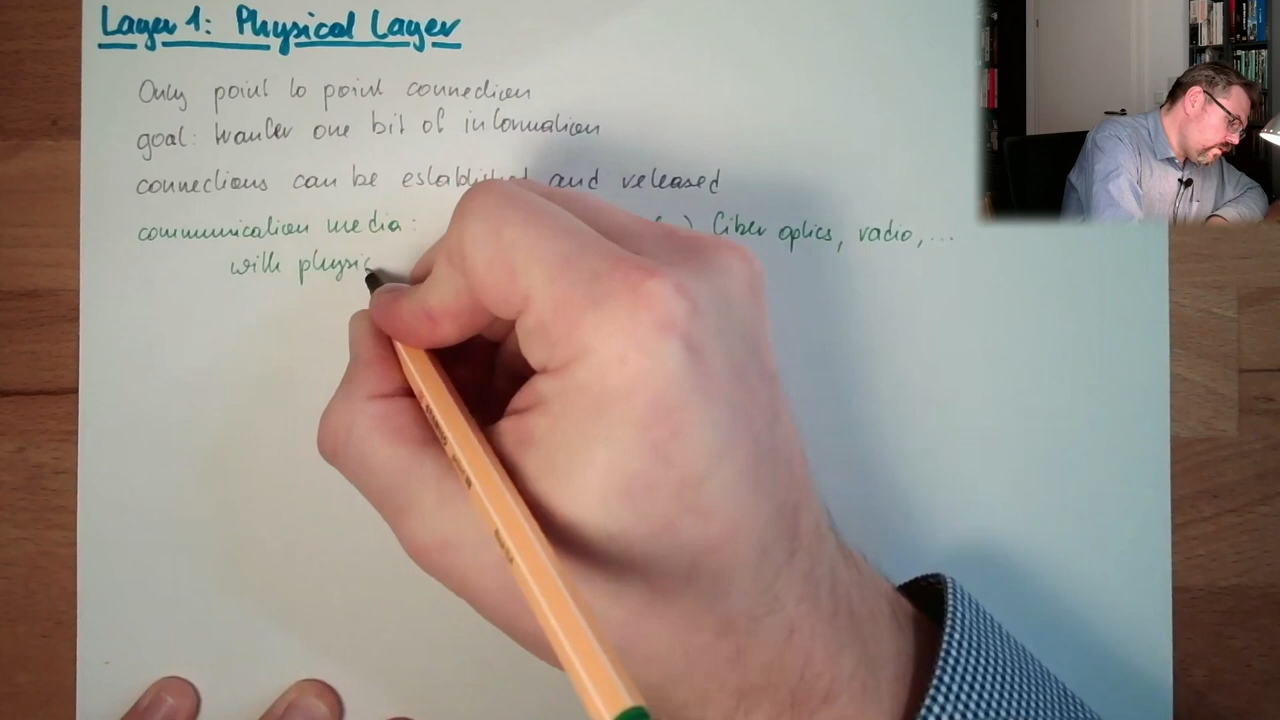 Layer 1: Physical Layer
Only point to point connection
goal: transfer one bit of information
connections can be established and released
communication media: ) fiber optics, radio, ...
with physic